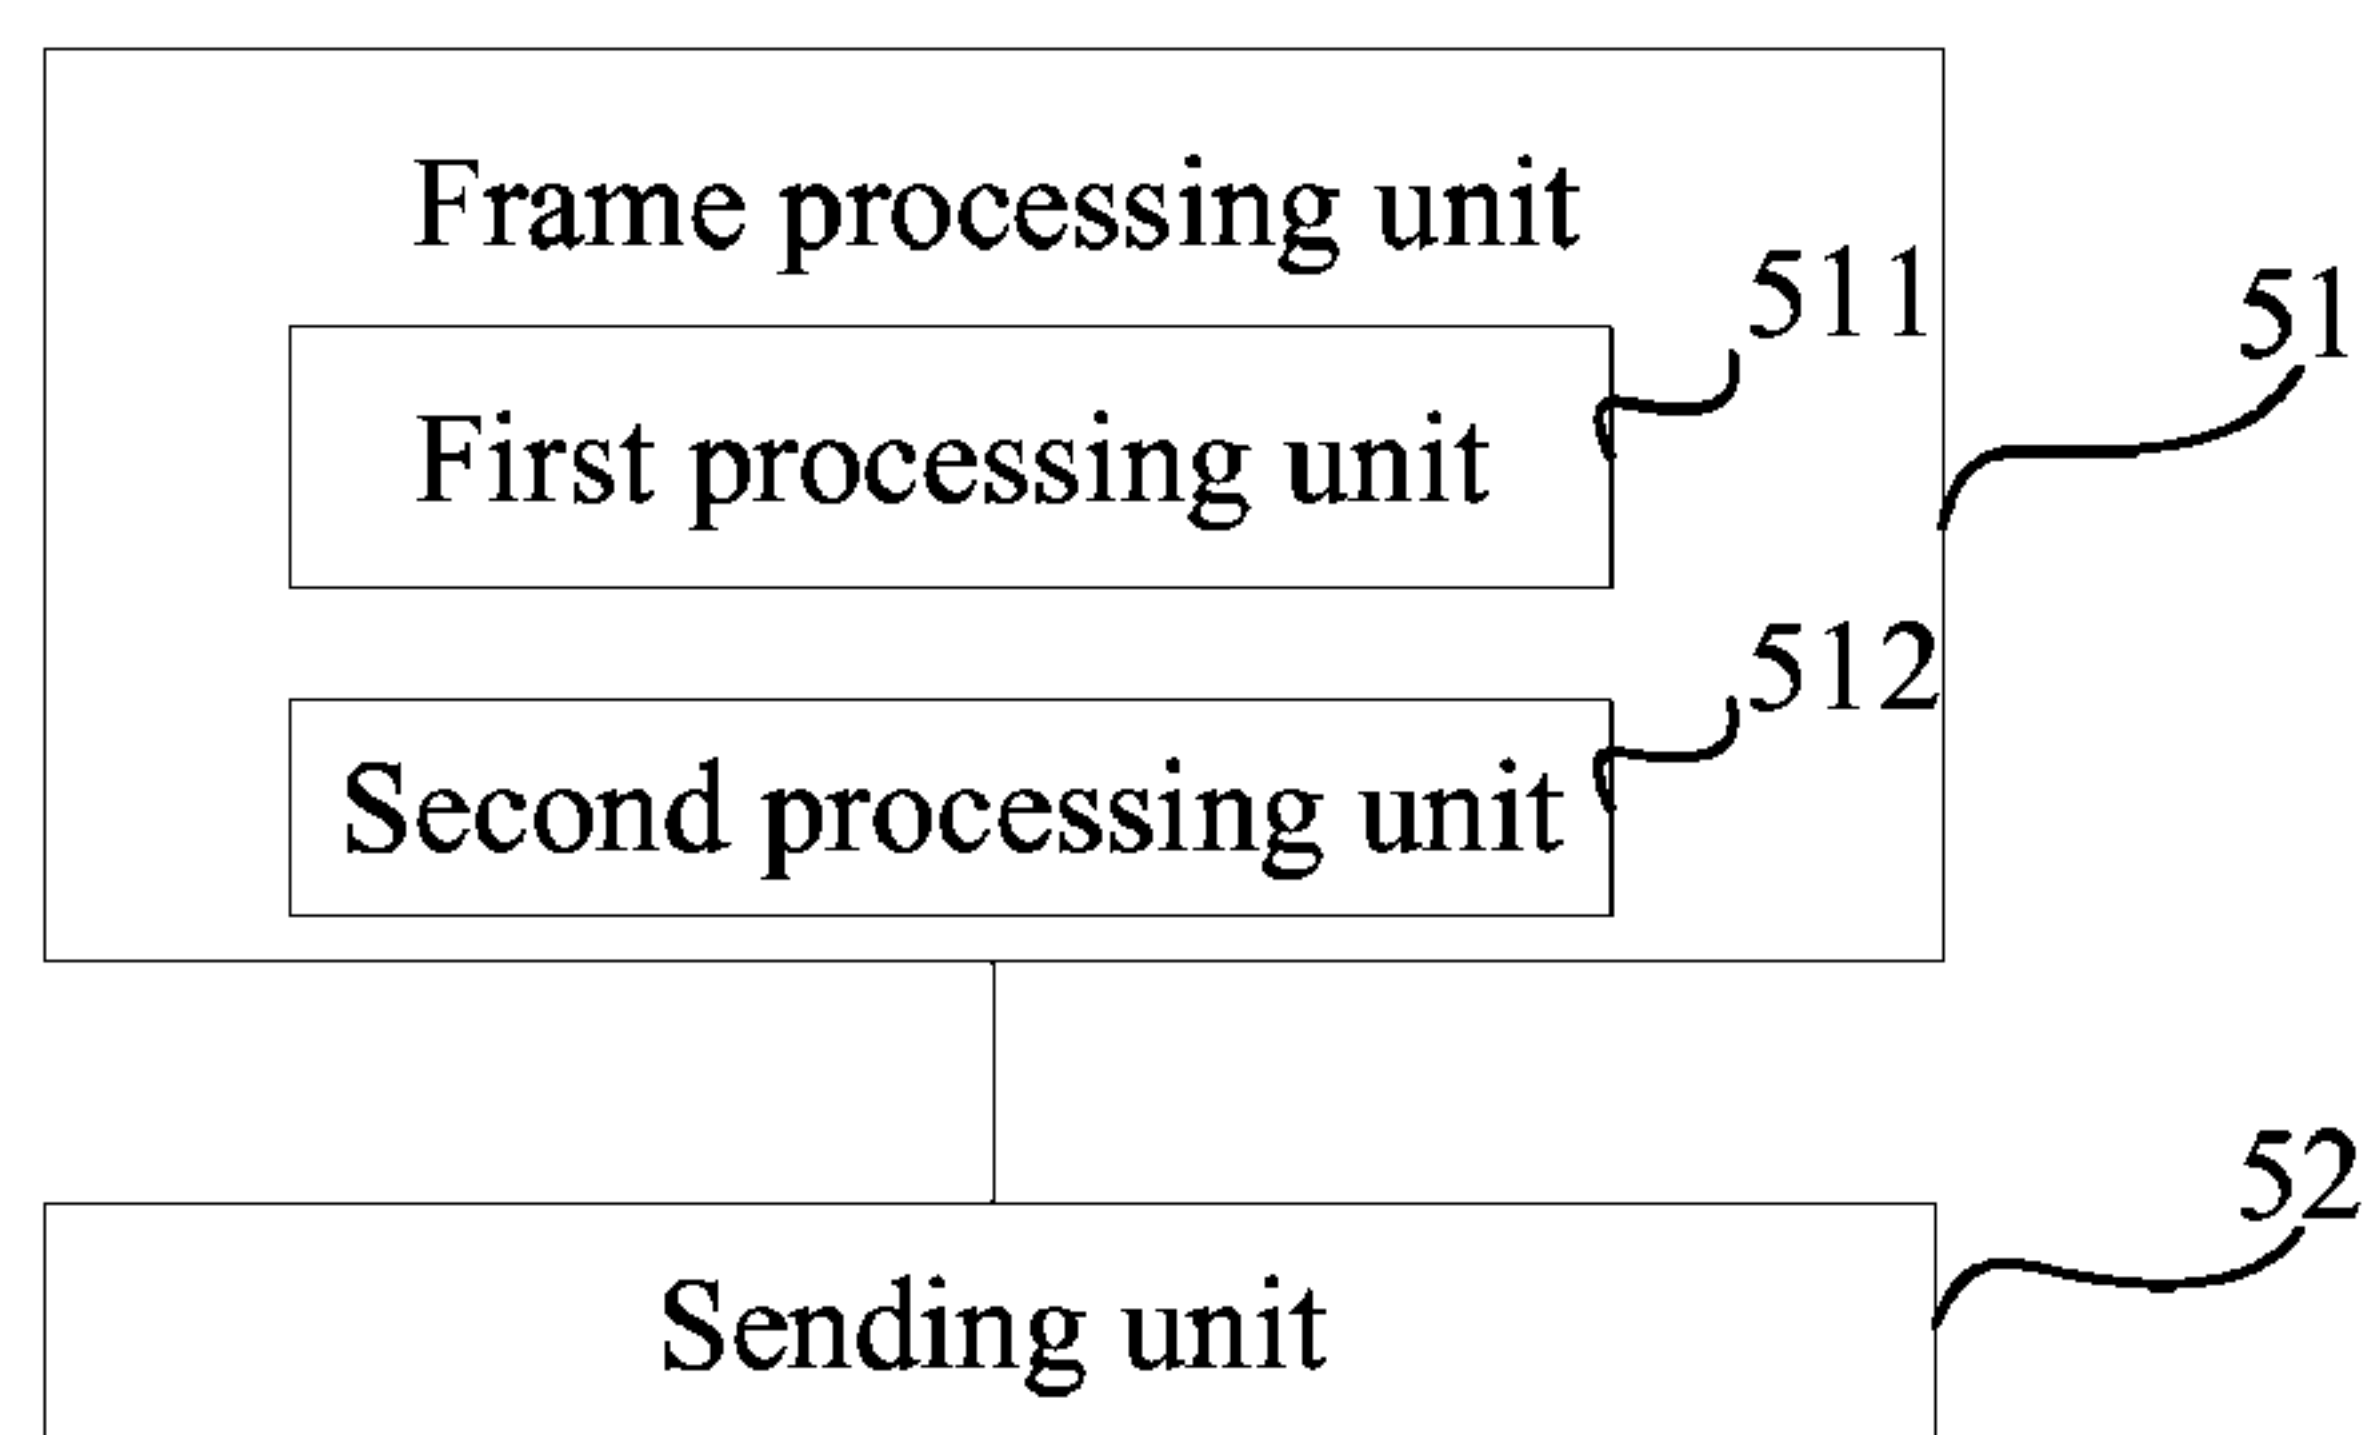 Frame processing unit
511
51
First processing unit
512
Second processing unit
52
Sending unit